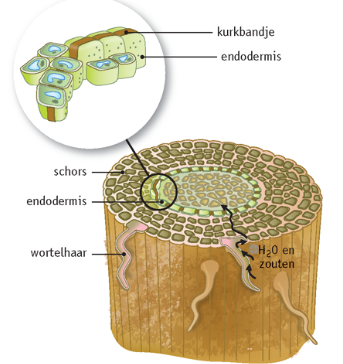 kurkbandje
endodermis
schors
endodermis
wortelhaar
H₂O en
zouten